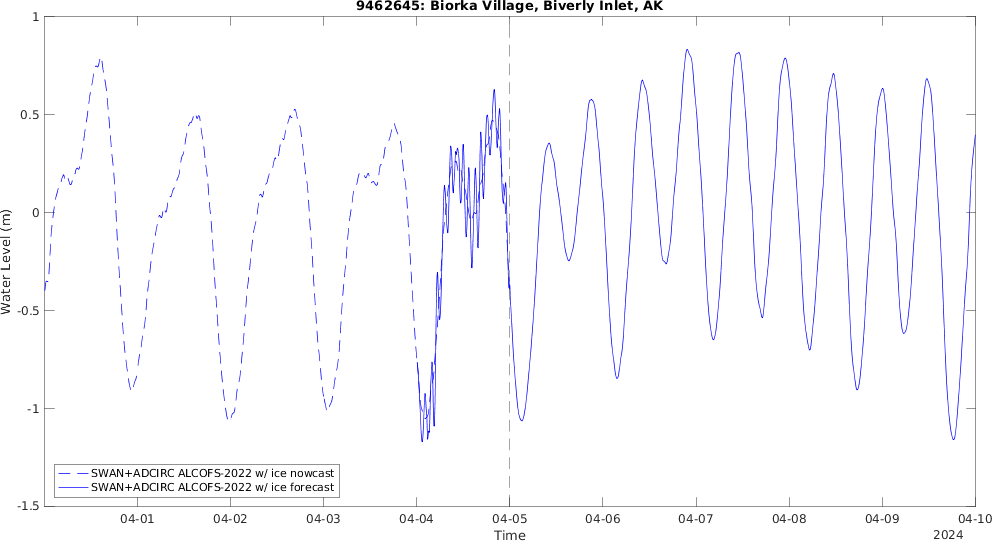 9462645: Biorka Village, Biverly Inlet, AK
Water Level (m)
1
0.5
0
-0.5
-1
-1.5
SWAN+ADCIRC ALCOFS-2022 w/ ice nowcast
SWAN+ADCIRC ALCOFS-2022 w/ ice forecast
04-01 04-02 04-03 04-04 04-05 04-06 04-07 04-08 04-09 04-10
Time
2024